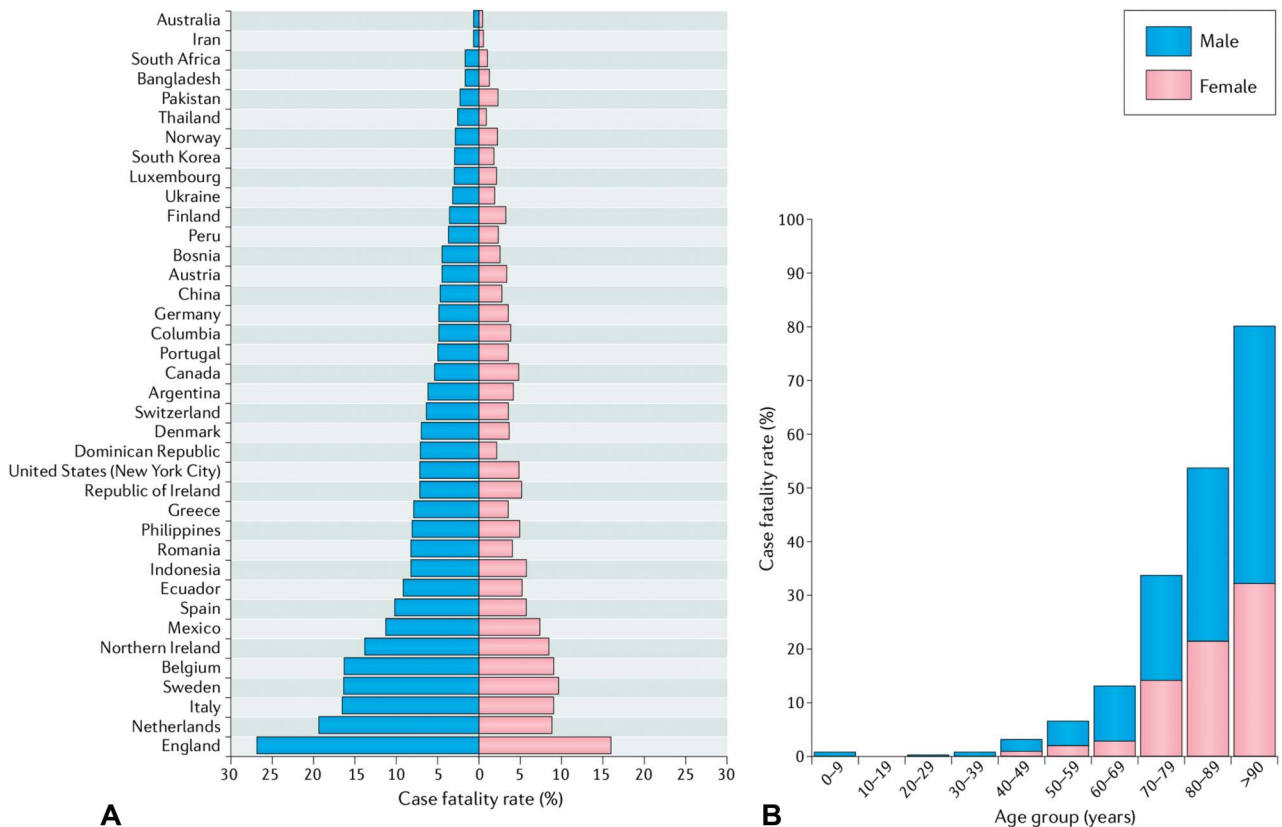 Australia
Iran
South Africa
Bangladesh
Pakistan
Thailand
Norway
South Korea
Luxembourg
Ukraine
Finland
Peru
Bosnia
Austria
China
Germany
Columbia
Portugal
Canada
Argentina
Switzerland
Denmark
Dominican Republic
United States (New York City)
Republic of Ireland
Greece
Philippines
Romania
Indonesia
Ecuador
Spain
Mexico
Northern Ireland
Belgium
Sweden
Italy
Netherlands
England
30 25 20 15 10 5 0 5 10 15 20 25 30
Case fatality rate (%)
A
Male
Female
100
90
80
70
60
50
40
30
20
10
0
Case fatality rate (%)
0–9 10–19 20–29 30–39 40–49 50–59 60–69 70–79 80–89 >90
Age group (years)
B